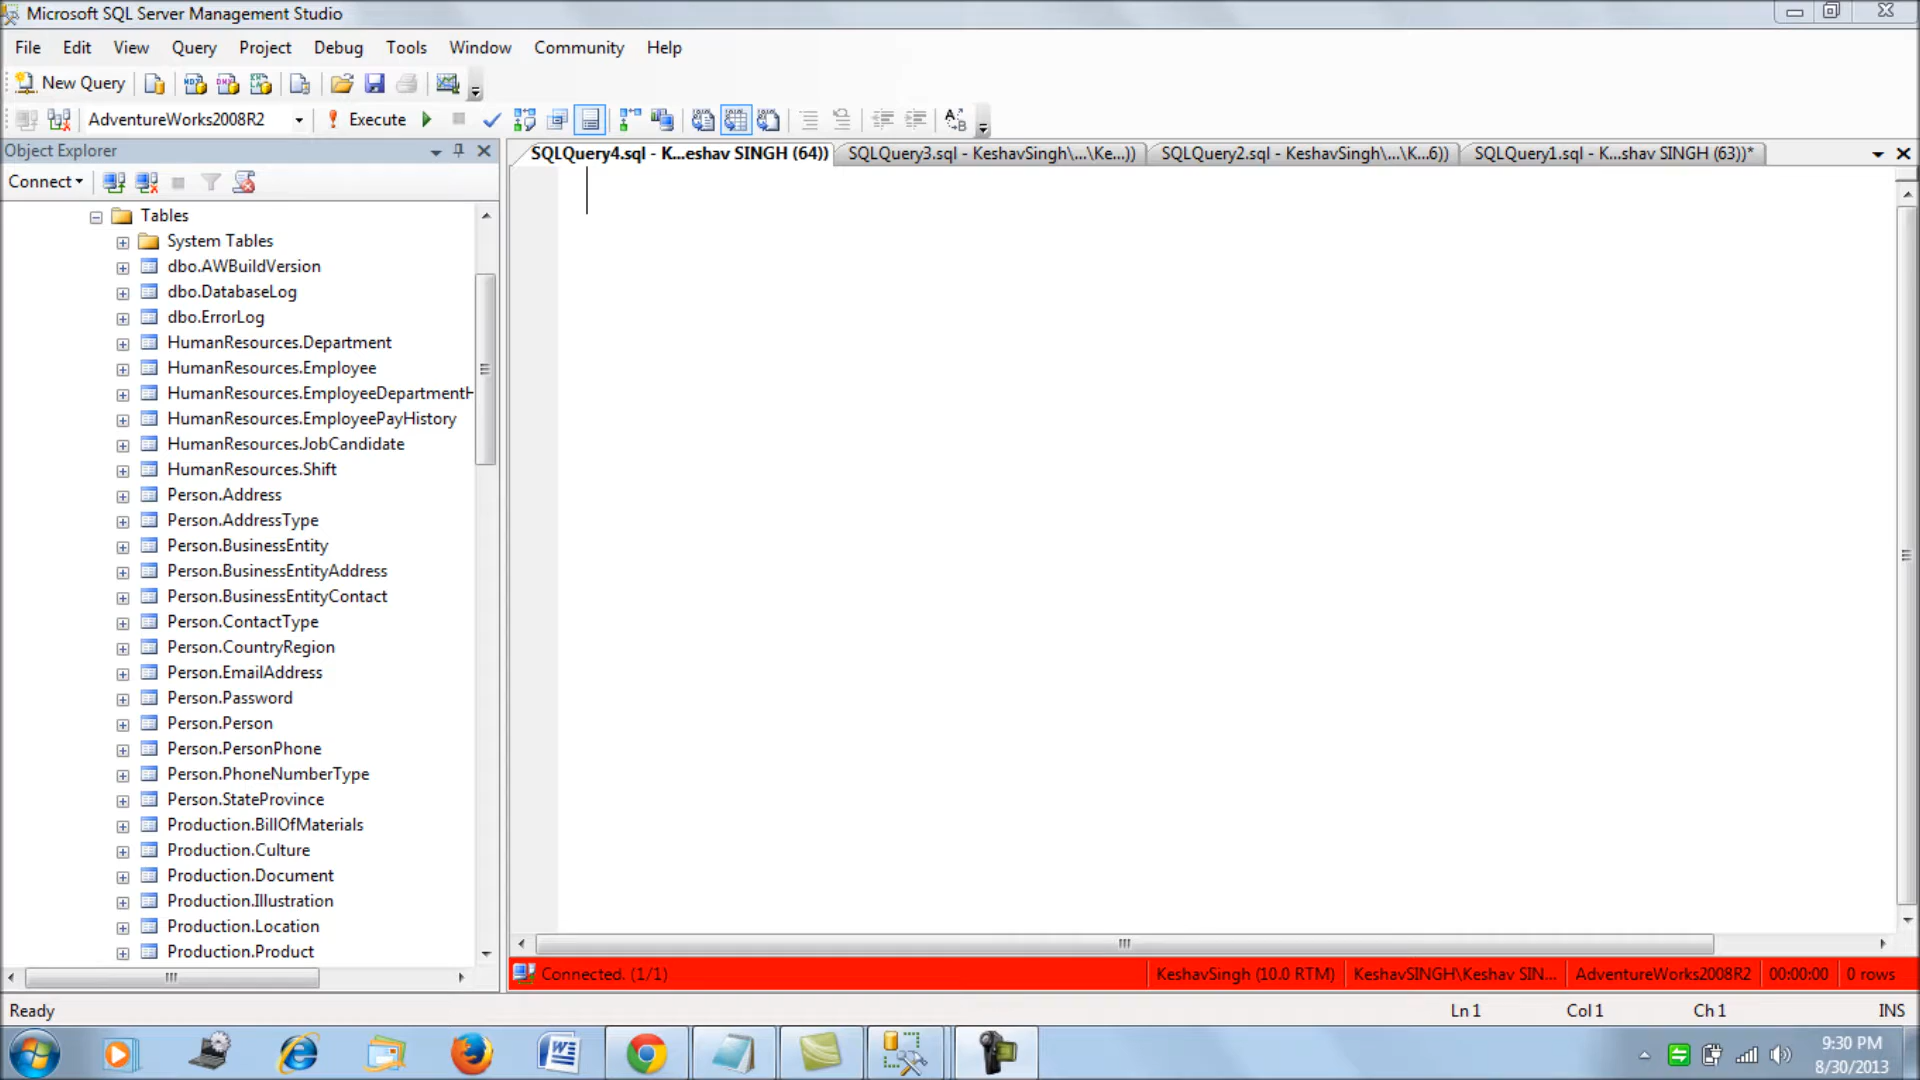 Microsoft SQL Server Management Studio
File Edit View Query Project Debug Tools Window Community Help
New Query
AdventureWorks2008R2 Execute
Object Explorer
SQLQuery4.sql - K...eshav SINGH (64)) SQLQuery3.sql - KeshavSingh\...\Ke...)) SQLQuery2.sql - KeshavSingh\...\K...6)) SQLQuery1.sql - K...shav SINGH (63))*
Connect
Tables
System Tables
dbo.AWBuildVersion
dbo.DatabaseLog
dbo.ErrorLog
HumanResources.Department
HumanResources.Employee
HumanResources.EmployeeDepartmentH
HumanResources.EmployeePayHistory
HumanResources.JobCandidate
HumanResources.Shift
Person.Address
Person.AddressType
Person.BusinessEntity
Person.BusinessEntityAddress
Person.BusinessEntityContact
Person.ContactType
Person.CountryRegion
Person.EmailAddress
Person.Password
Person.Person
Person.PersonPhone
Person.PhoneNumberType
Person.StateProvince
Production.BillOfMaterials
Production.Culture
Production.Document
Production.Illustration
Production.Location
Production.Product
Connected. (1/1) KeshavSingh (10.0 RTM) KeshavSINGH\Keshav SIN... AdventureWorks2008R2 00:00:00 0 rows
Ready Ln 1 Col 1 Ch 1 INS
9:30 PM
8/30/2013